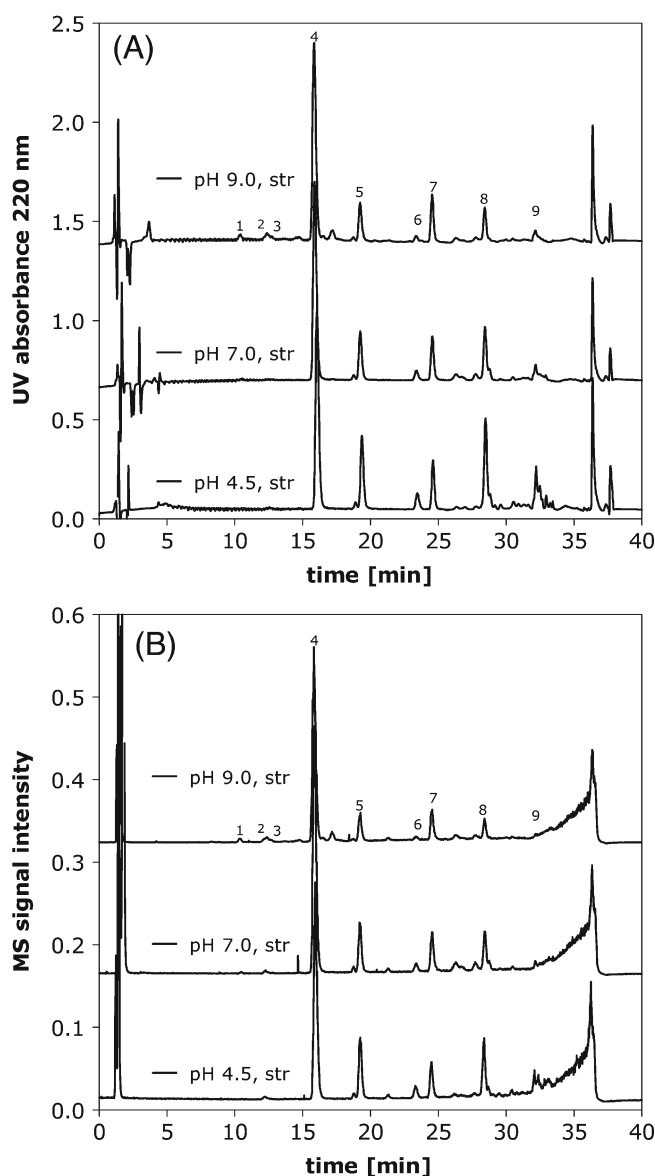 (A)
2.5
2.0
1.5
1.0
0.5
0.0
UV absorbance 220 nm
pH 9.0, str
pH 7.0, str
pH 4.5, str
1 2 3 4 5 6 7 8 9
0 5 10 15 20 25 30 35 40
time [min]
(B)
0.6
0.5
0.4
0.3
0.2
0.1
0.0
MS signal intensity
pH 9.0, str
pH 7.0, str
pH 4.5, str
1 2 3 4 5 6 7 8 9
0 5 10 15 20 25 30 35 40
time [min]